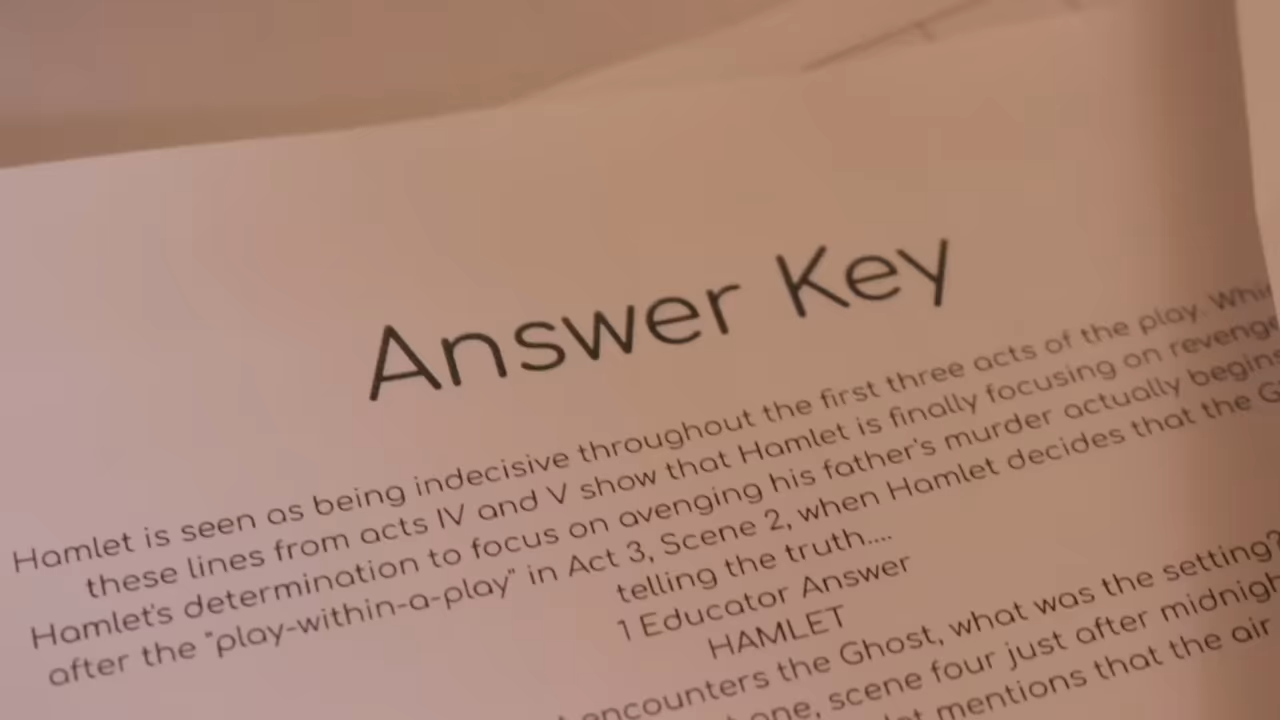 Answer Key
Hamlet is seen as being indecisive throughout the first three acts of the play.
these lines from acts IV and V show that Hamlet is finally focusing on
Hamlet's determination to focus on avenging his father's murder actually begins
after the "play-within-a-play" in Act 3, Scene 2, when Hamlet decides that the
telling the truth....
1 Educator Answer
HAMLET
encounters the Ghost, what was the setting?
one, scene four just after
mentions that the air